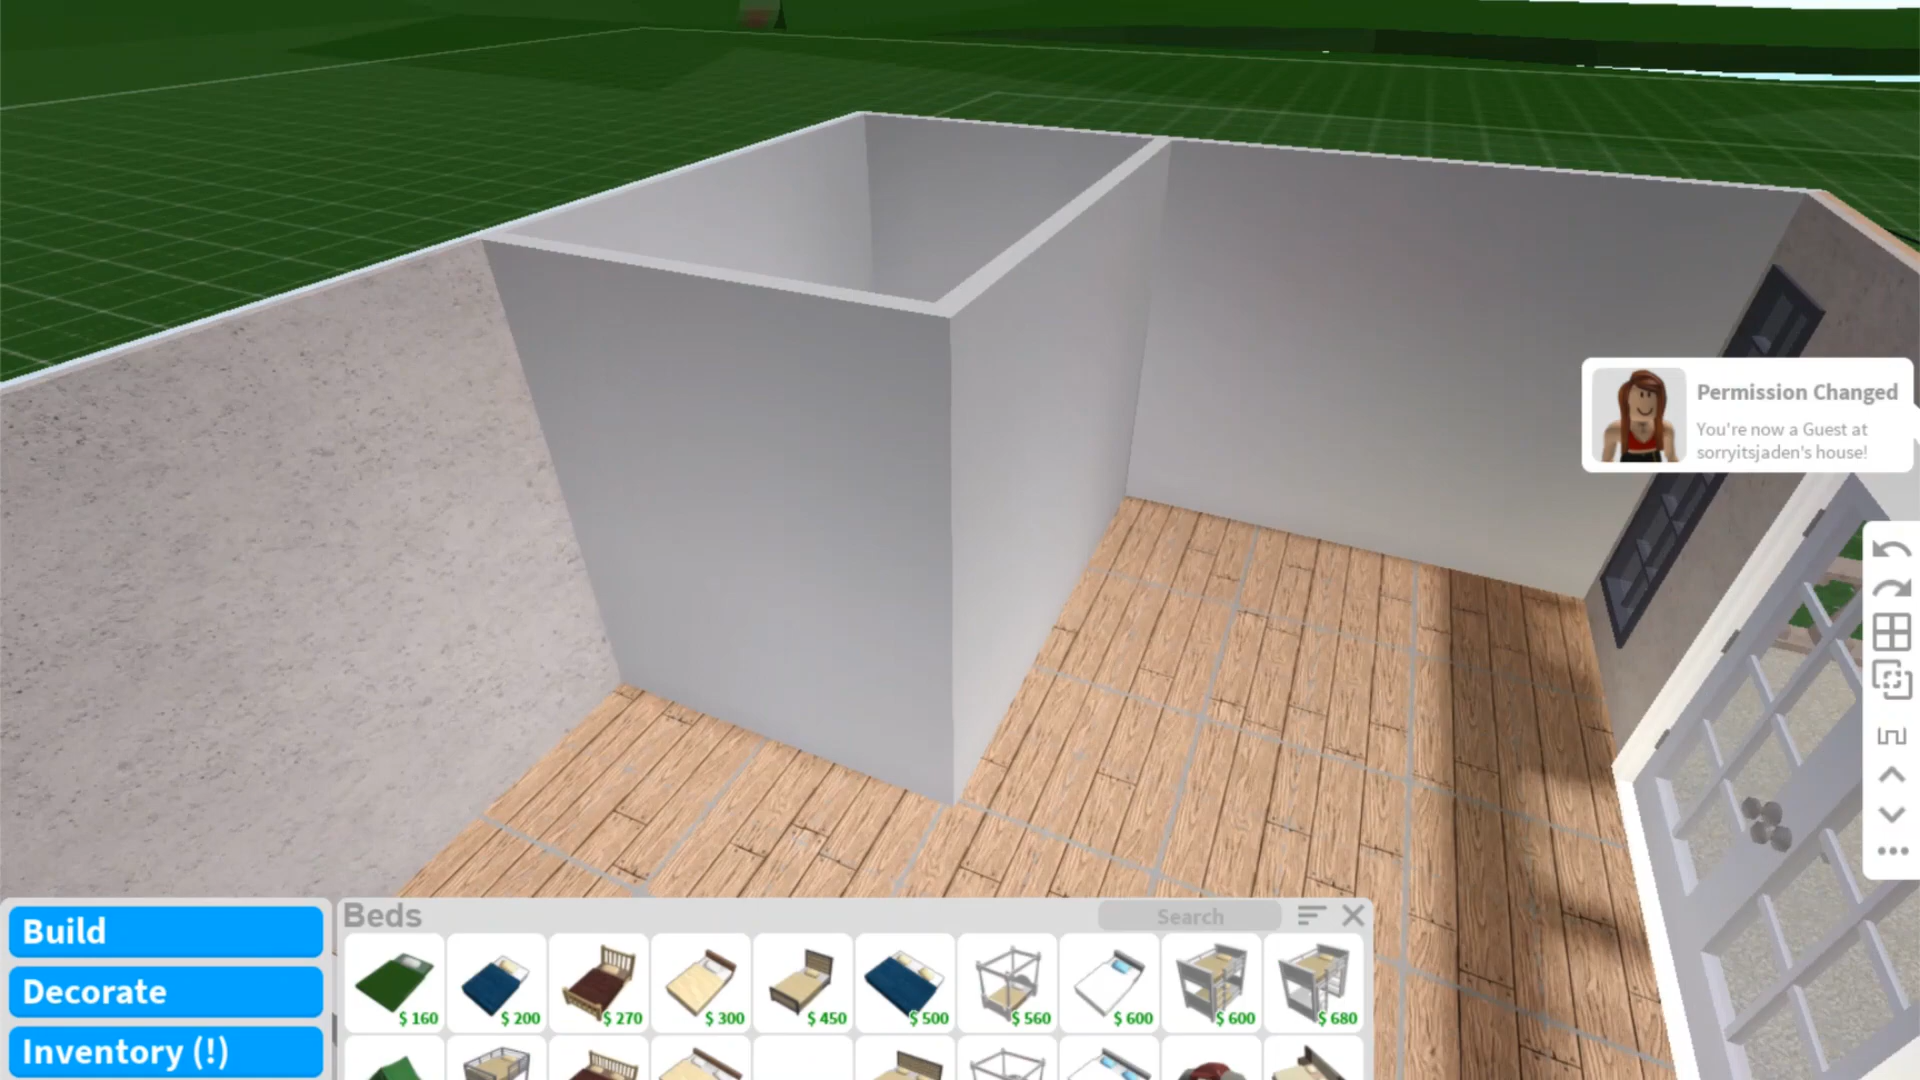 Permission Changed
You're now a Guest at
sorryitsjaden's house!
Build
Decorate
Inventory (!)
Beds
Search
$ 160
$ 200
$ 270
$ 300
$ 450
$ 500
$ 560
$ 600
$ 600
$ 680